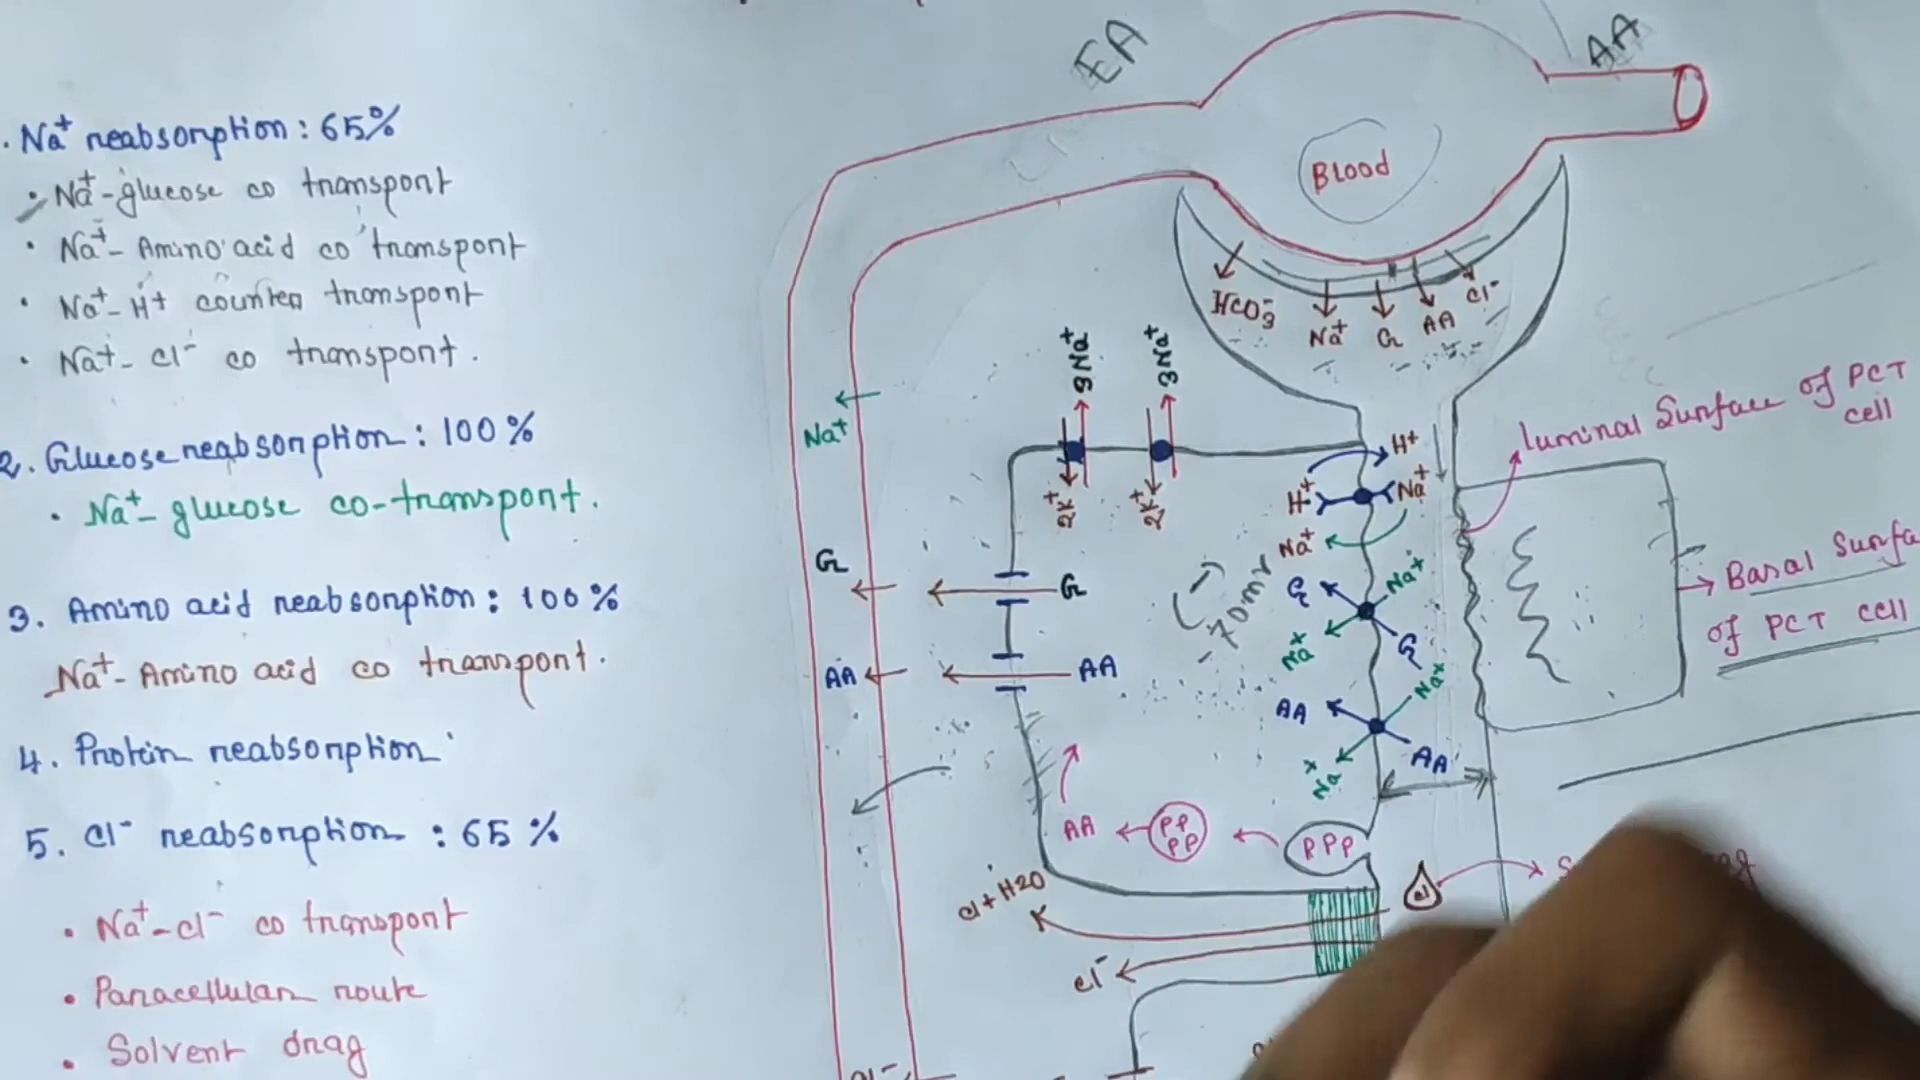 . Na+ reabsorption : 65%
· Na+-glucose co transport
· Na+- Amino acid co transport
· Na+- H+ counter transport
· Na+- Cl- co transport.
2. Glucose reabsorption : 100%
· Na+- glucose co-transport.
3. Amino acid reabsorption : 100%
Na+- Amino acid co transport.
4. Protein reabsorption
5. Cl- reabsorption : 65%
· Na+-Cl- co transport
· Paracellular route
· Solvent drag
EA
AA
Blood
HCO3-
Na+
G
AA
Cl-
3Na+
3Na+
2K+
2K+
Na+
G
AA
G
AA
H+
H+
Na+
Na+
(-)
-70mv
G
Na+
Na+
G
AA
Na+
Na+
AA
AA
PP
PP
PPP
Cl + H2O
Cl-
Cl
luminal Surface of PCT
cell
Basal Surfa
of PCT cell